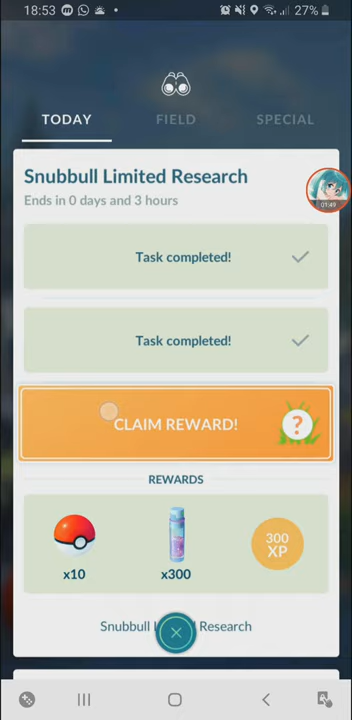 18:53
27%
TODAY FIELD SPECIAL
Snubbull Limited Research
Ends in 0 days and 3 hours
01:49
Task completed!
Task completed!
CLAIM REWARD! ?
REWARDS
300
XP
x10 x300
Snubbull Research